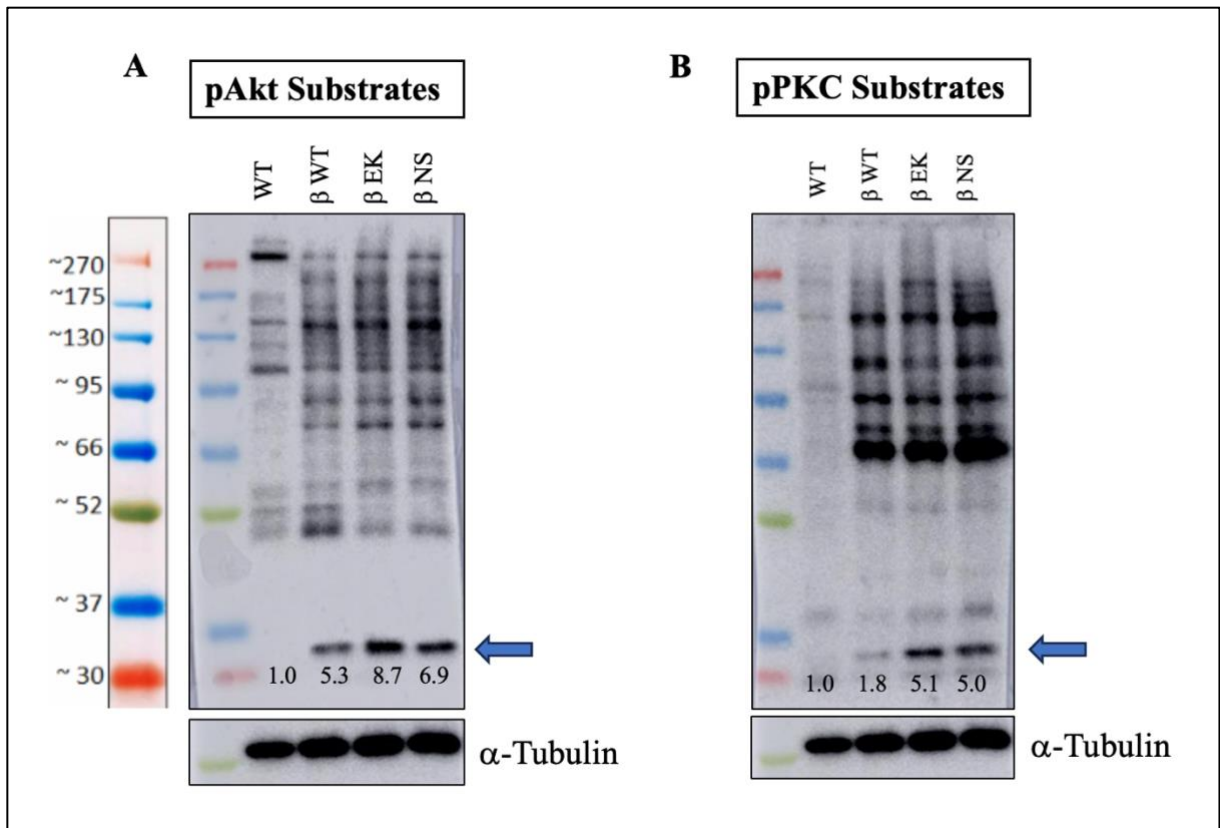 A
pAkt Substrates
B
pPKC Substrates
WT
β WT
β EK
β NS
WT
β WT
β EK
β NS
~270
~175
~130
~ 95
~ 66
~ 52
~ 37
~ 30
1.0 5.3 8.7 6.9
1.0 1.8 5.1 5.0
α-Tubulin
α-Tubulin